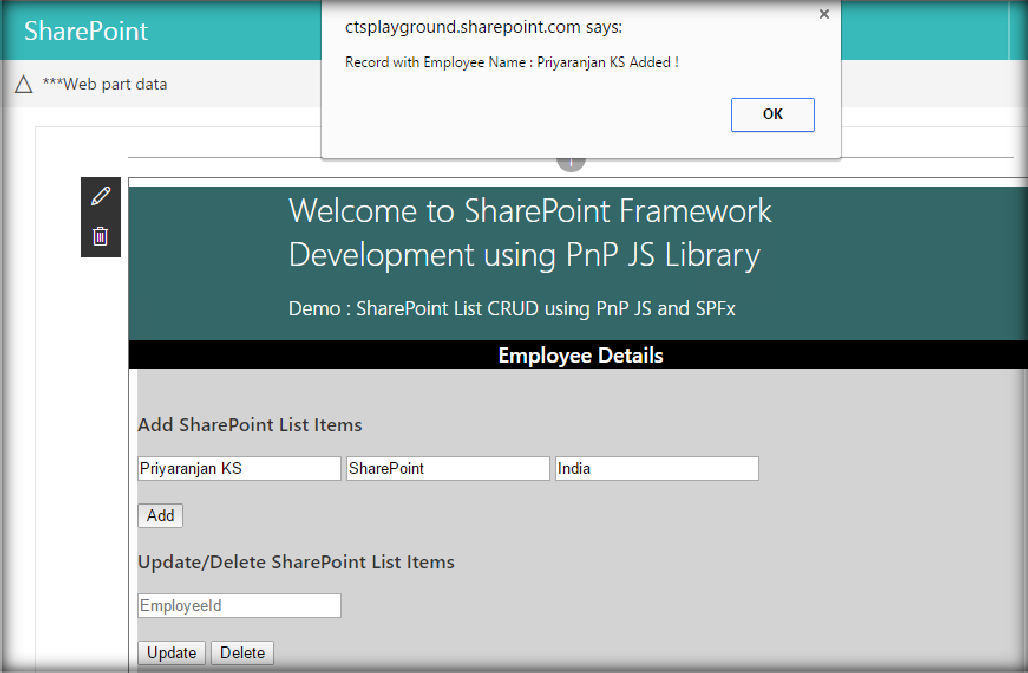 SharePoint
ctsplayground.sharepoint.com says:
Record with Employee Name : Priyaranjan KS Added !
OK
***Web part data
Welcome to SharePoint Framework
Development using PnP JS Library
Demo : SharePoint List CRUD using PnP JS and SPFx
Employee Details
Add SharePoint List Items
Priyaranjan KS SharePoint India
Add
Update/Delete SharePoint List Items
EmployeeId
Update Delete